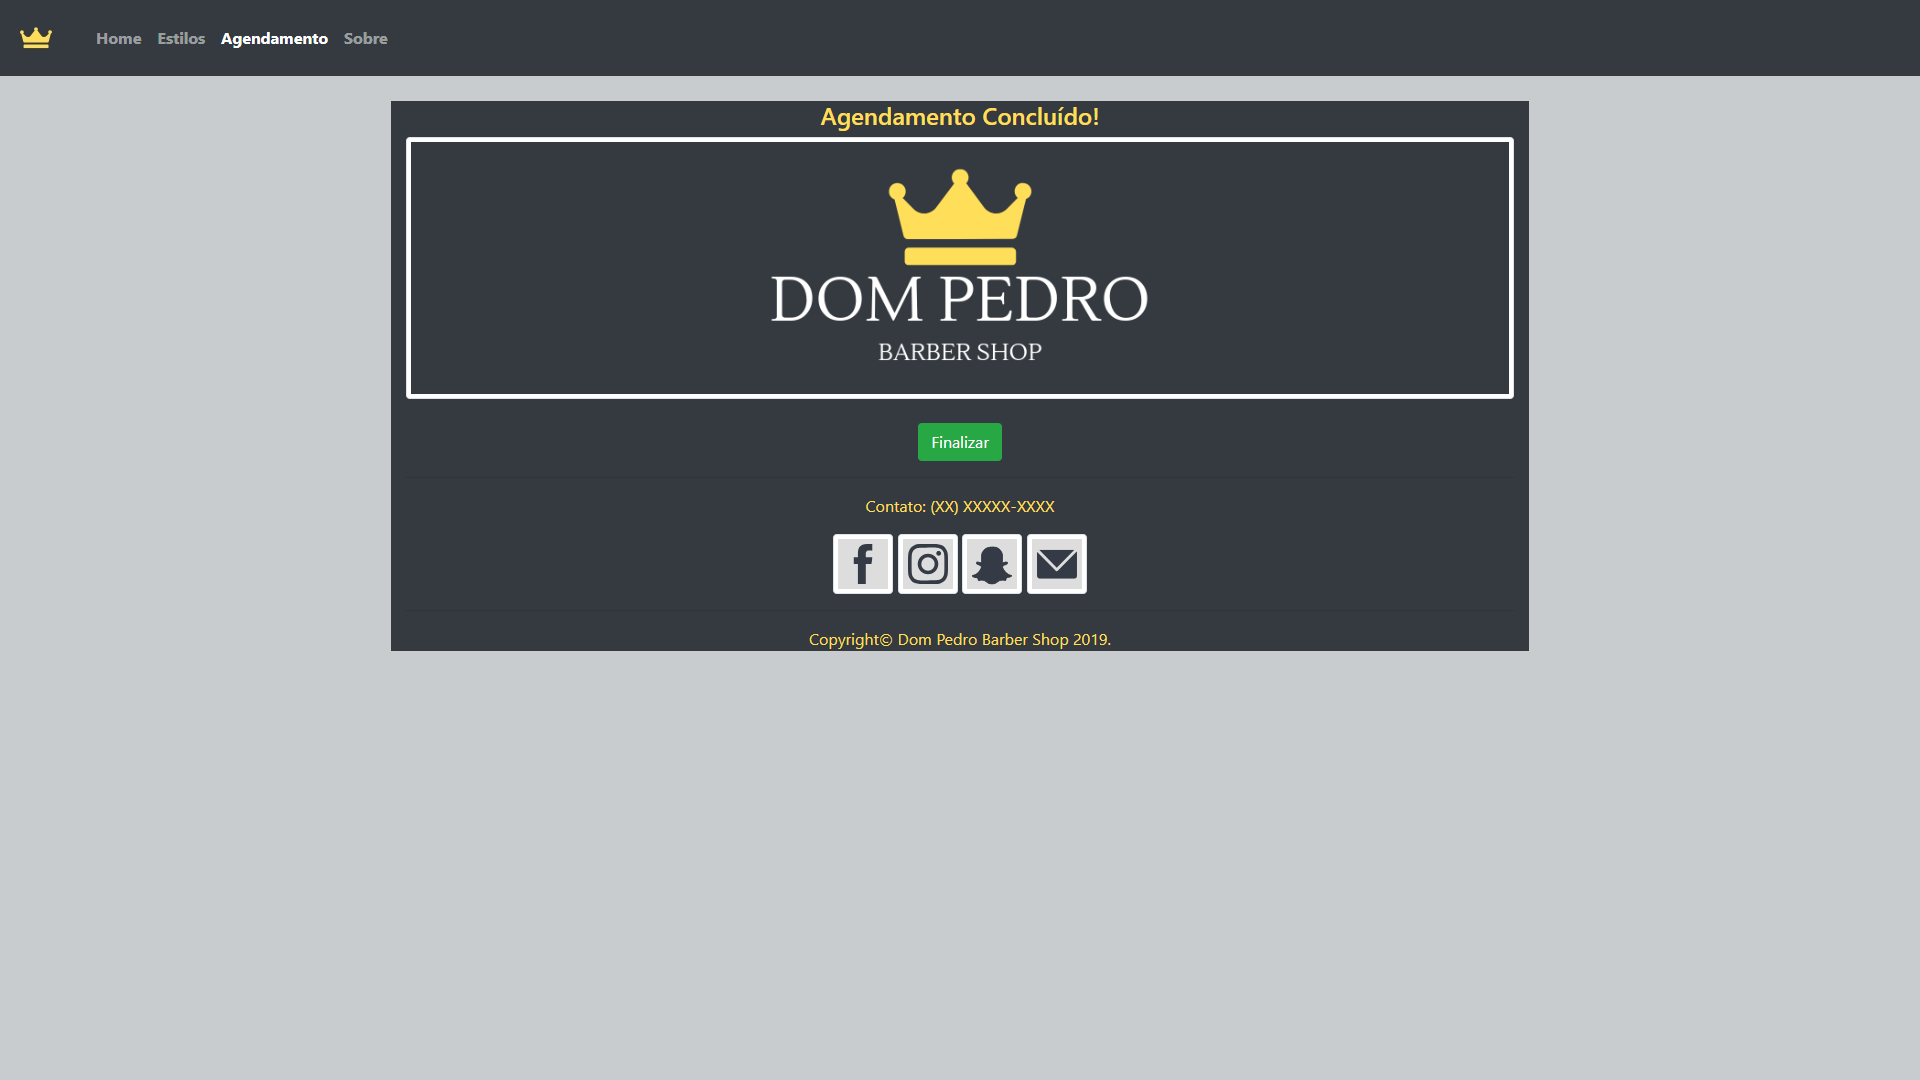 Home Estilos Agendamento Sobre
Agendamento Concluído!
DOM PEDRO
BARBER SHOP
Finalizar
Contato: (XX) XXXXX-XXXX
Copyright© Dom Pedro Barber Shop 2019.